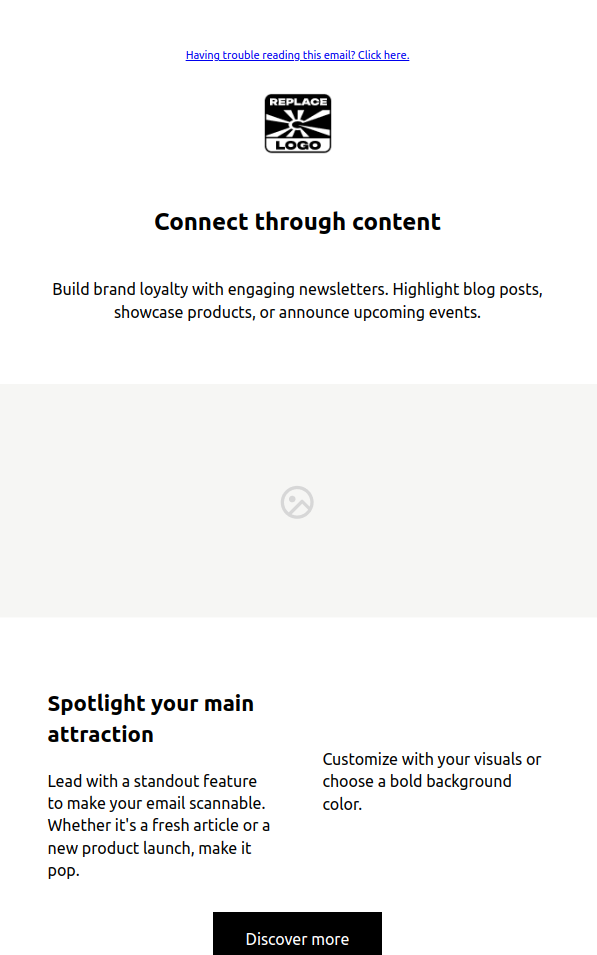 Having trouble reading this email? Click here.
REPLACE
LOGO
Connect through content
Build brand loyalty with engaging newsletters. Highlight blog posts,
showcase products, or announce upcoming events.
Spotlight your main
attraction
Lead with a standout feature
to make your email scannable.
Whether it's a fresh article or a
new product launch, make it
pop.
Customize with your visuals or
choose a bold background
color.
Discover more